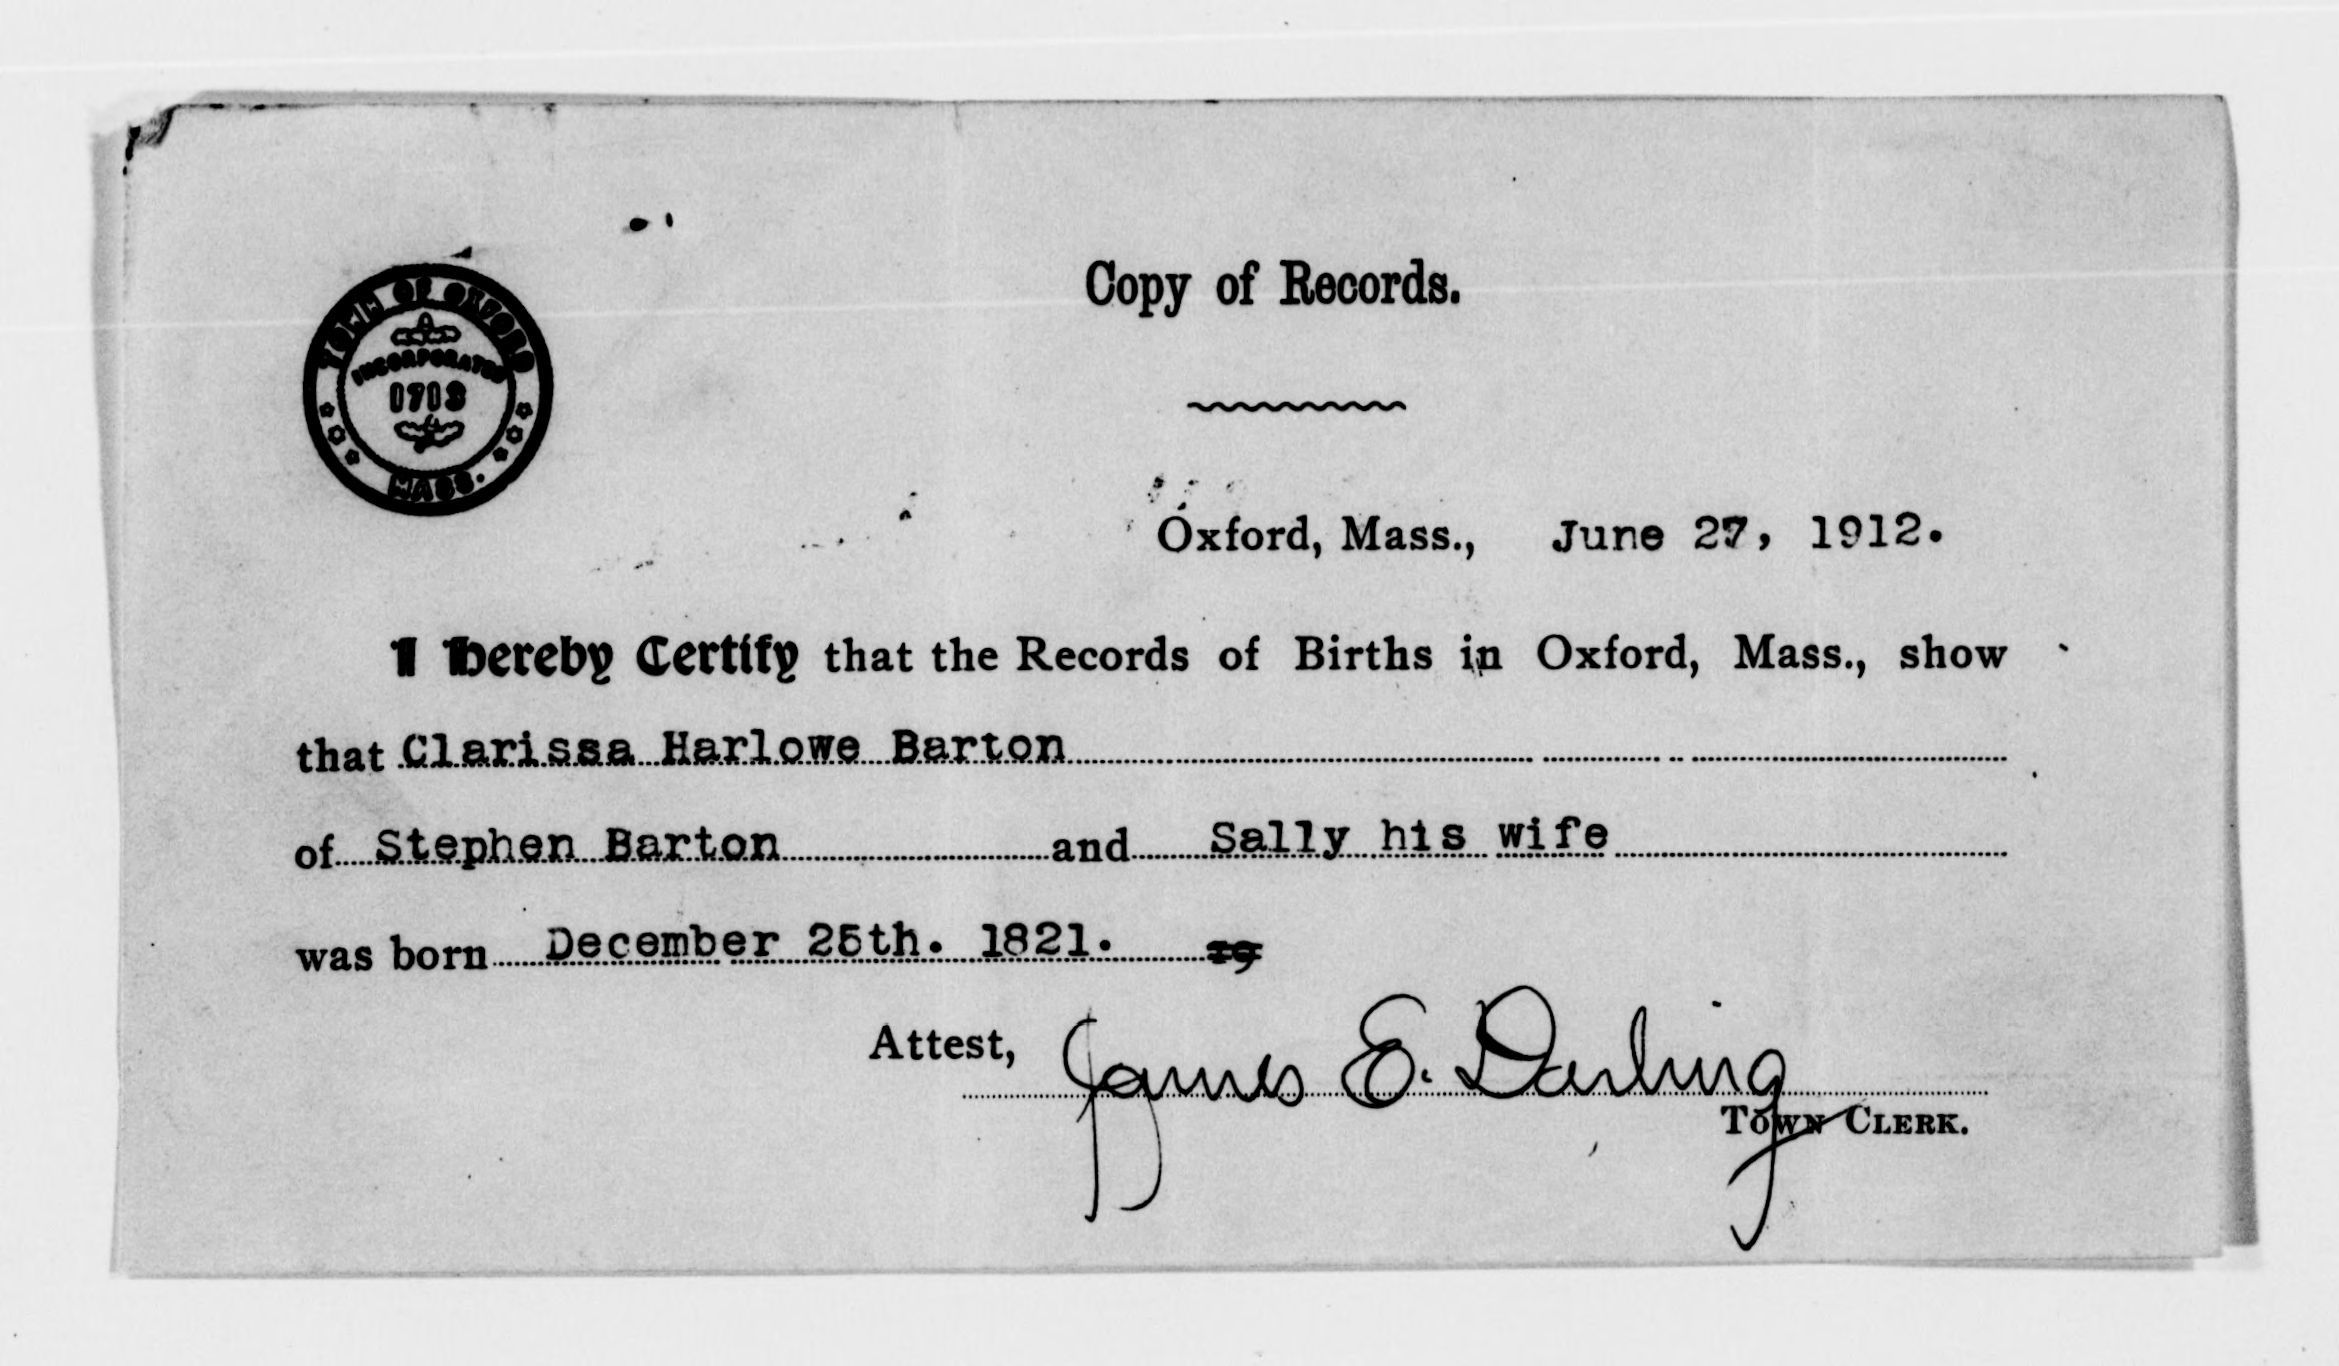 TOWN OF OXFORD
INCORPORATED
1713
MASS.
Copy of Records.
Oxford, Mass., June 27, 1912.
I hereby Certify that the Records of Births in Oxford, Mass., show
that Clarissa Harlowe Barton
of Stephen Barton and Sally his wife
was born December 25th. 1821. 19
Attest, James E. Darling
TOWN CLERK.